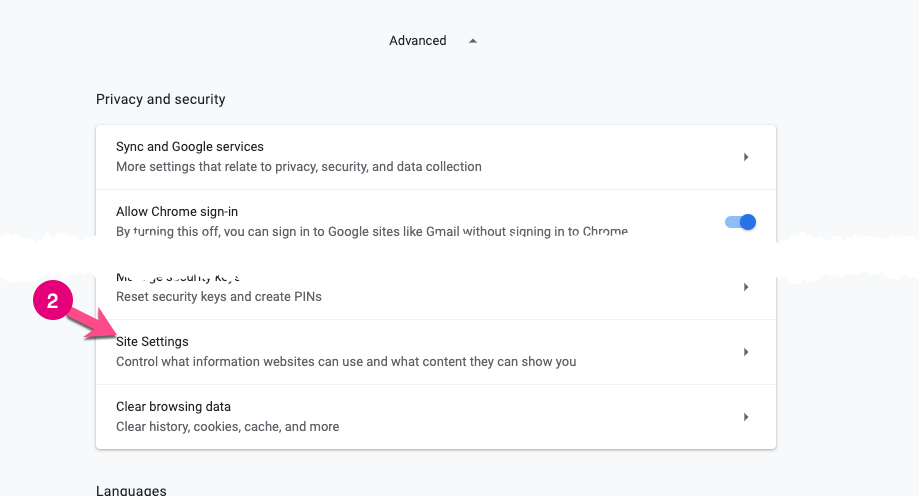 Advanced
Privacy and security
Sync and Google services
More settings that relate to privacy, security, and data collection
Allow Chrome sign-in
By turning this off, you can sign in to Google sites like Gmail without signing in to Chrome
Manage security keys
Reset security keys and create PINs
2
Site Settings
Control what information websites can use and what content they can show you
Clear browsing data
Clear history, cookies, cache, and more
Languages